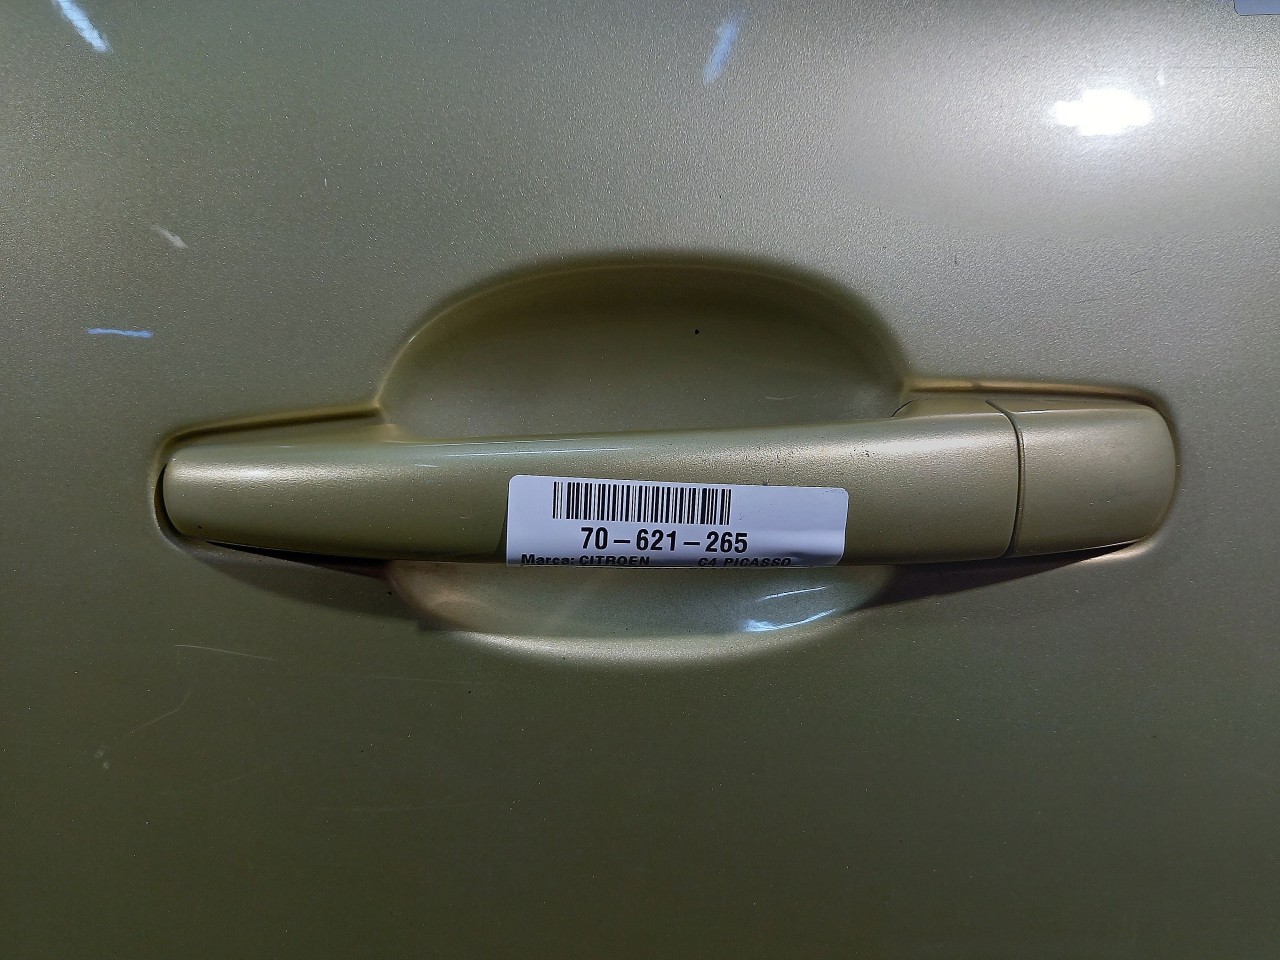 70-621-265
Marca: CITROEN C4 PICASSO